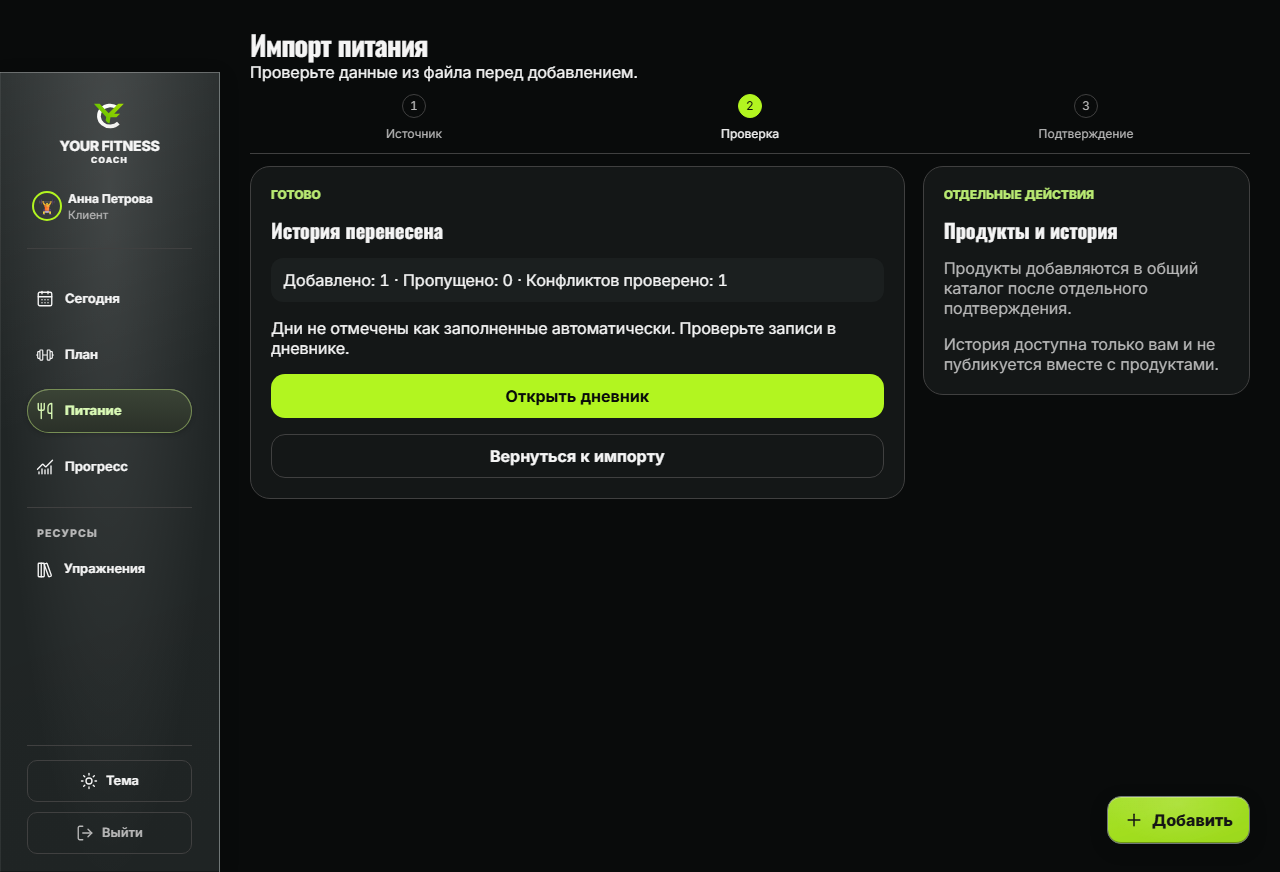 YOUR FITNESS
COACH
Анна Петрова
Клиент
Сегодня
План
Питание
Прогресс
РЕСУРСЫ
Упражнения
Тема
Выйти
Импорт питания
Проверьте данные из файла перед добавлением.
1
Источник
2
Проверка
3
Подтверждение
ГОТОВО
История перенесена
Добавлено: 1 · Пропущено: 0 · Конфликтов проверено: 1
Дни не отмечены как заполненные автоматически. Проверьте записи в
дневнике.
Открыть дневник
Вернуться к импорту
ОТДЕЛЬНЫЕ ДЕЙСТВИЯ
Продукты и история
Продукты добавляются в общий
каталог после отдельного
подтверждения.
История доступна только вам и не
публикуется вместе с продуктами.
Добавить